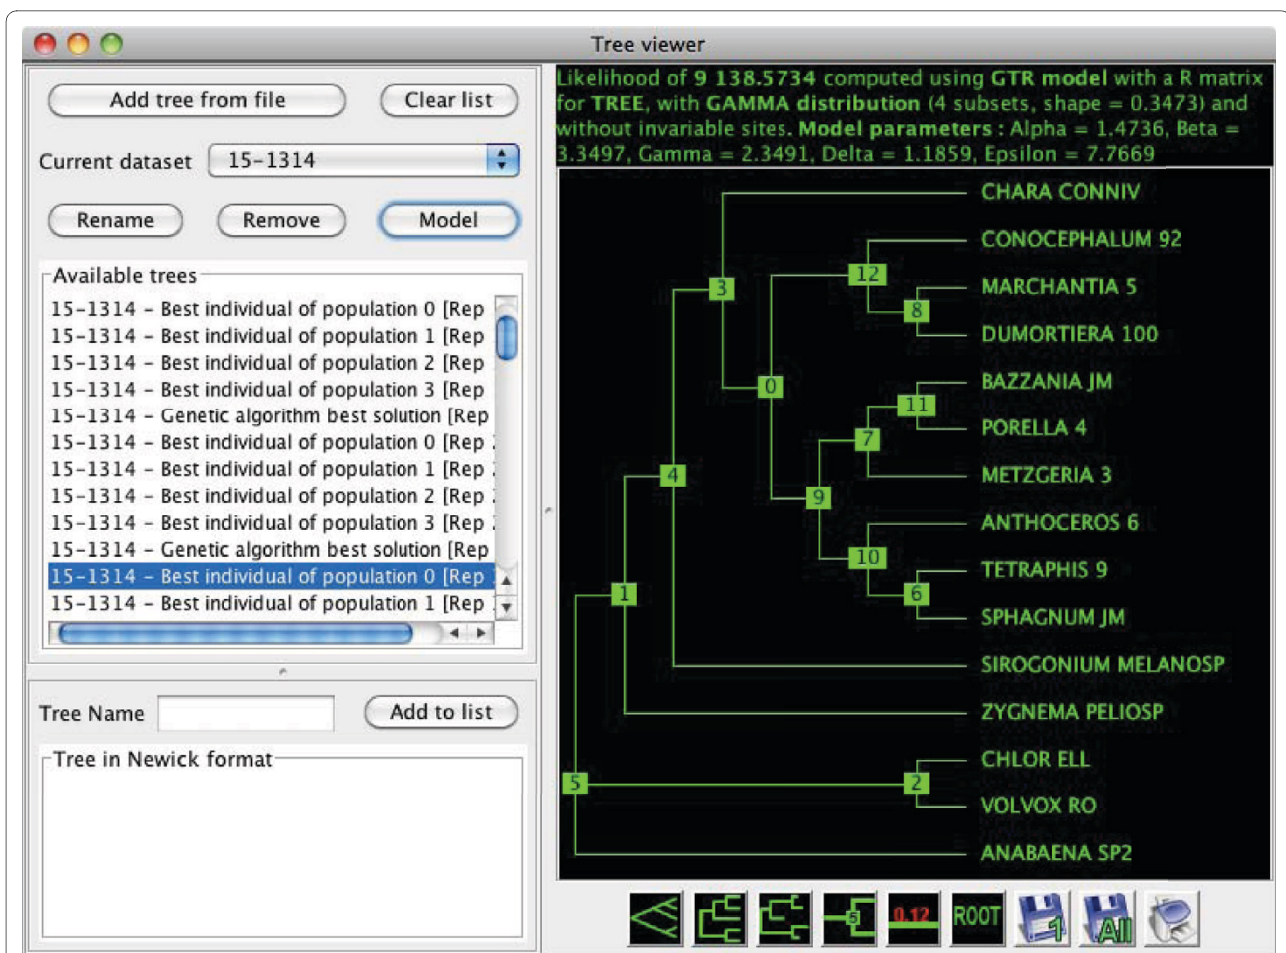 Tree viewer
Add tree from file
Clear list
Current dataset
15-1314
Rename
Remove
Model
Available trees
15-1314 - Best individual of population 0 [Rep
15-1314 - Best individual of population 1 [Rep
15-1314 - Best individual of population 2 [Rep
15-1314 - Best individual of population 3 [Rep
15-1314 - Genetic algorithm best solution [Rep
15-1314 - Best individual of population 0 [Rep
15-1314 - Best individual of population 1 [Rep
15-1314 - Best individual of population 2 [Rep
15-1314 - Best individual of population 3 [Rep
15-1314 - Genetic algorithm best solution [Rep
15-1314 - Best individual of population 0 [Rep
15-1314 - Best individual of population 1 [Rep
Tree Name
Add to list
Tree in Newick format
Likelihood of 9 138.5734 computed using GTR model with a R matrix
for TREE, with GAMMA distribution (4 subsets, shape = 0.3473) and
without invariable sites. Model parameters : Alpha = 1.4736, Beta =
3.3497, Gamma = 2.3491, Delta = 1.1859, Epsilon = 7.7669
CHARA CONNIV
CONOCEPHALUM 92
12
3
MARCHANTIA 5
8
DUMORTIERA 100
0
BAZZANIA JM
11
PORELLA 4
7
4
METZGERIA 3
9
ANTHOCEROS 6
10
TETRAPHIS 9
1
6
SPHAGNUM JM
SIROGONIUM MELANOSP
ZYGNEMA PELIOSP
CHLOR ELL
5
2
VOLVOX RO
ANABAENA SP2
5
0.12
ROOT
1
All